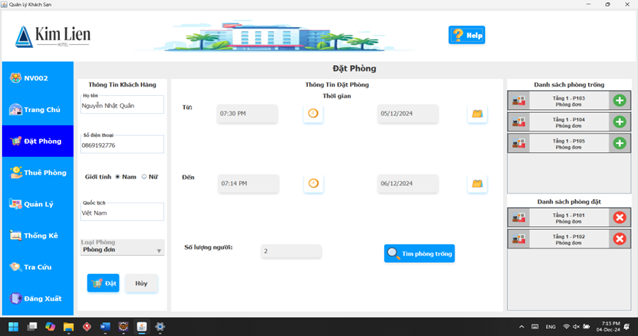 Quản Lý Khách Sạn
Kim Lien
HOTEL
Help
NV002
Trang Chủ
Đặt Phòng
Thuê Phòng
Quản Lý
Thống Kê
Tra Cứu
Đăng Xuất
Đặt Phòng
Thông Tin Khách Hàng
Họ tên
Nguyễn Nhật Quân
Số điện thoại
0869192776
Giới tính Nam Nữ
Quốc tịch
Việt Nam
Loại Phòng
Phòng đơn
Đặt
Hủy
Thông Tin Đặt Phòng
Thời gian
Từ:
07:30 PM
05/12/2024
Đến
07:14 PM
06/12/2024
Số lượng người:
2
Tìm phòng trống
Danh sách phòng trống
Tầng 1 - P103
Phòng đơn
Tầng 1 - P104
Phòng đơn
Tầng 1 - P105
Phòng đơn
Danh sách phòng đặt
Tầng 1 - P101
Phòng đơn
Tầng 1 - P102
Phòng đơn
ENG
7:15 PM
04-Dec-24